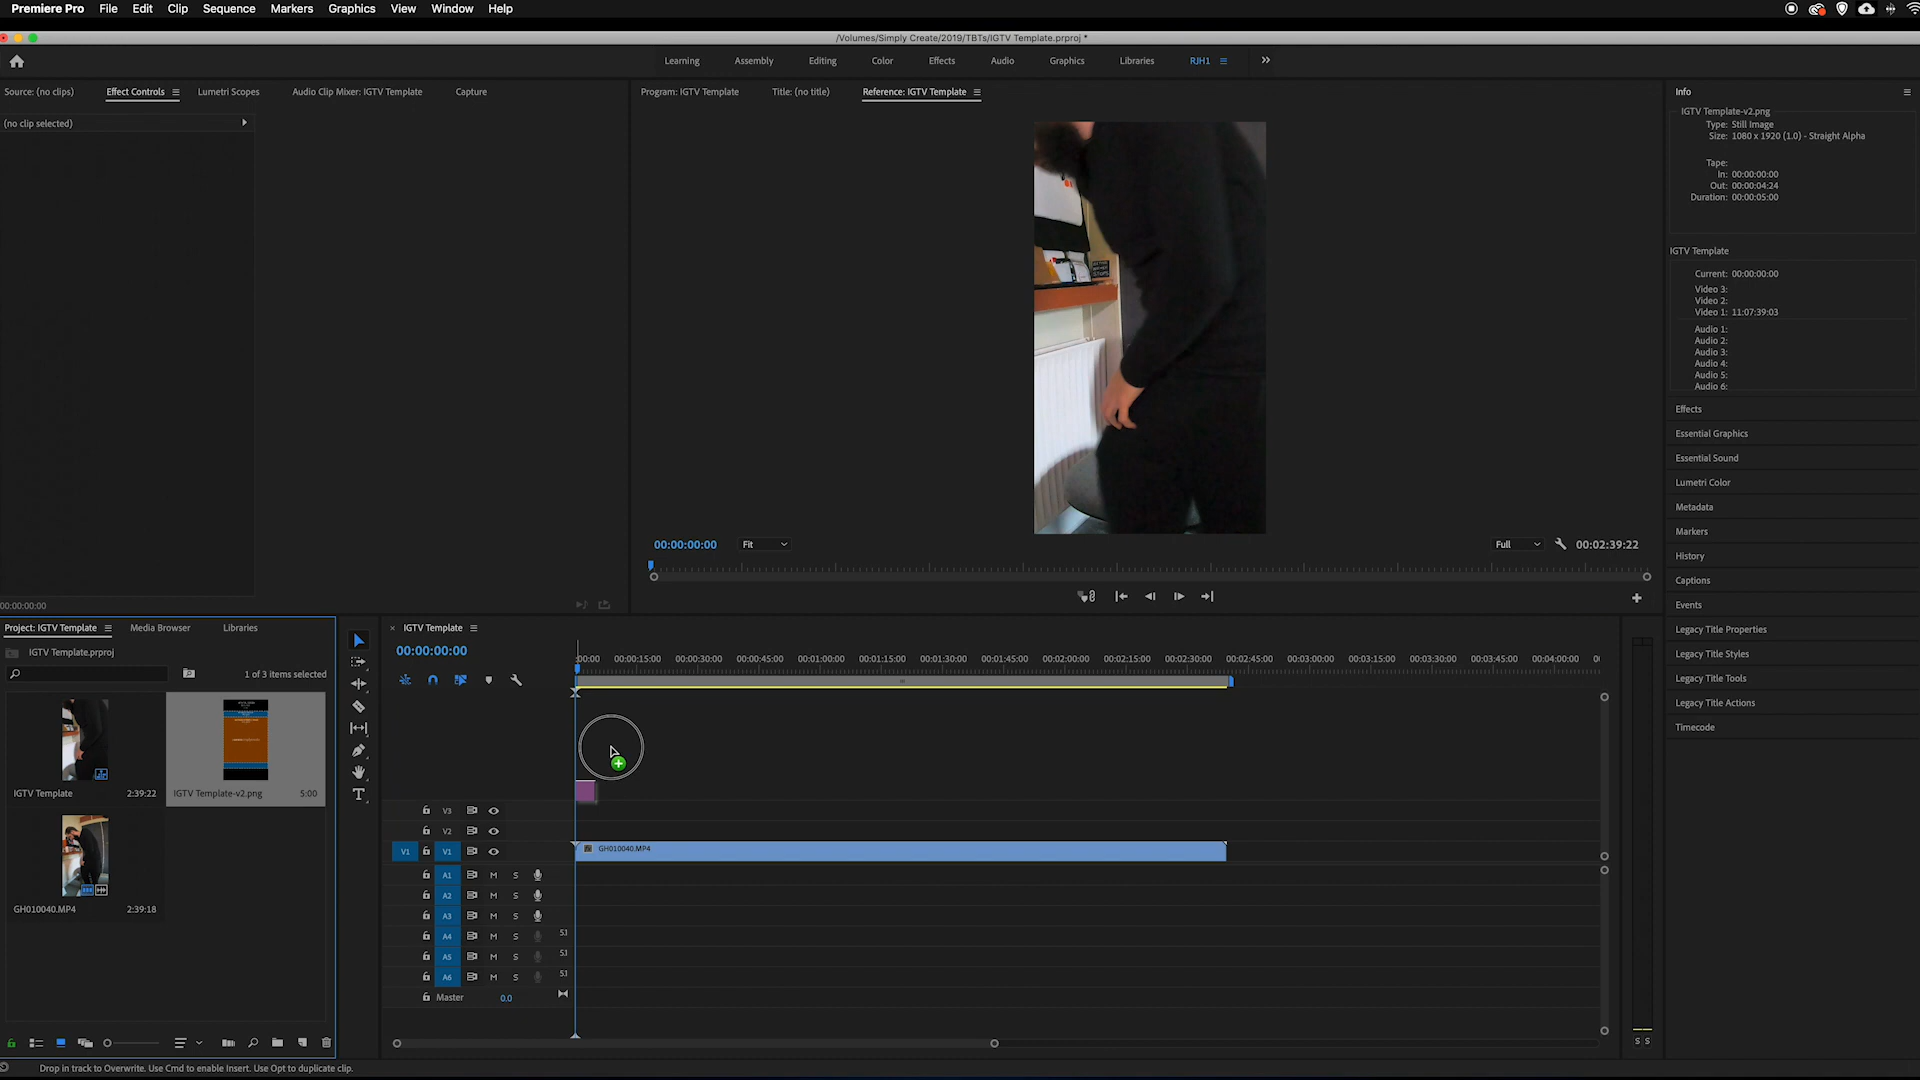 Premiere Pro File Edit Clip Sequence Markers Graphics View Window Help
/Volumes/Simply Create/2019/TBTs/IGTV Template.prproj *
Learning Assembly Editing Color Effects Audio Graphics Libraries RJH1
Source: (no clips) Effect Controls Lumetri Scopes Audio Clip Mixer: IGTV Template Capture
(no clip selected)
00:00:00:00
Program: IGTV Template Title: (no title) Reference: IGTV Template
00:00:00:00 Fit Full 00:02:39:22
Info
IGTV Template-v2.png
Type: Still Image
Size: 1080 x 1920 (1.0) - Straight Alpha
Tape:
In: 00:00:00:00
Out: 00:00:04:24
Duration: 00:00:05:00
IGTV Template
Current: 00:00:00:00
Video 3:
Video 2:
Video 1: 11:07:39:03
Audio 1:
Audio 2:
Audio 3:
Audio 4:
Audio 5:
Audio 6:
Effects
Essential Graphics
Essential Sound
Lumetri Color
Metadata
Markers
History
Captions
Events
Legacy Title Properties
Legacy Title Styles
Legacy Title Tools
Legacy Title Actions
Timecode
Project: IGTV Template Media Browser Libraries
IGTV Template.prproj
1 of 3 items selected
IGTV Template 2:39:22
IGTV Template-v2.png 5:00
GH010040.MP4 2:39:18
× IGTV Template
00:00:00:00
:00:00 00:00:15:00 00:00:30:00 00:00:45:00 00:01:00:00 00:01:15:00 00:01:30:00 00:01:45:00 00:02:00:00 00:02:15:00 00:02:30:00 00:02:45:00 00:03:00:00 00:03:15:00 00:03:30:00 00:03:45:00 00:04:00:00
V3
V2
V1 V1 GH010040.MP4
A1 M S
A2 M S
A3 M S
A4 M S 5.1
A5 M S 5.1
A6 M S 5.1
Master 0.0
S S
Drop in track to Overwrite. Use Cmd to enable Insert. Use Opt to duplicate clip.